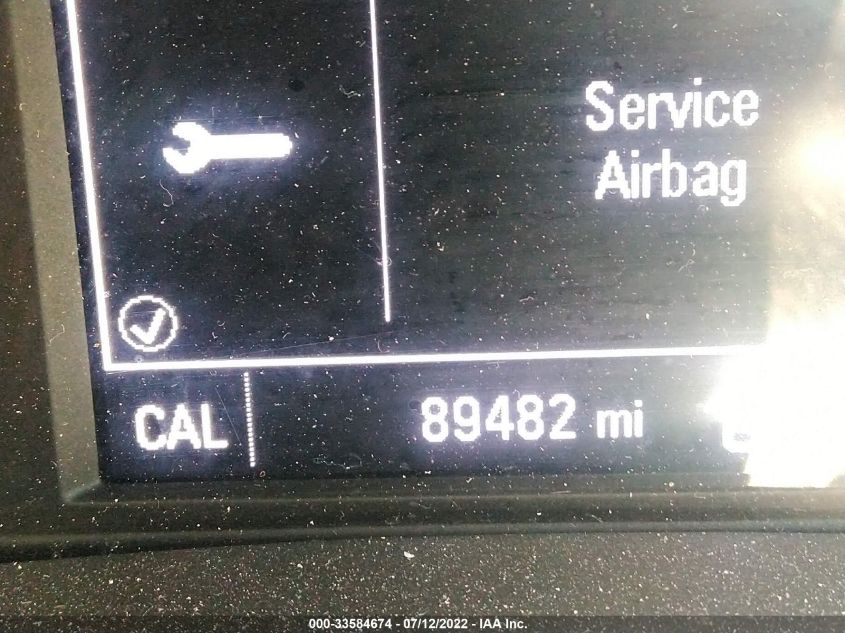 Service
Airbag
CAL
89482 mi
000-33584674 - 07/12/2022 - IAA Inc.